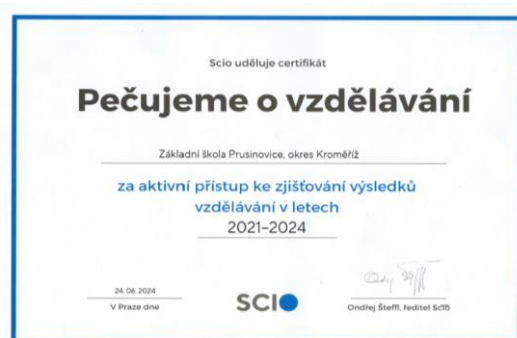 Scio uděluje certifikát
Pečujeme o vzdělávání
Základní škola Prusinovice, okres Kroměříž
za aktivní přístup ke zjišťování výsledků
vzdělávání v letech
2021–2024
24. 06. 2024
V Praze dne
SCIO
Ondřej Šteffl, ředitel Scio